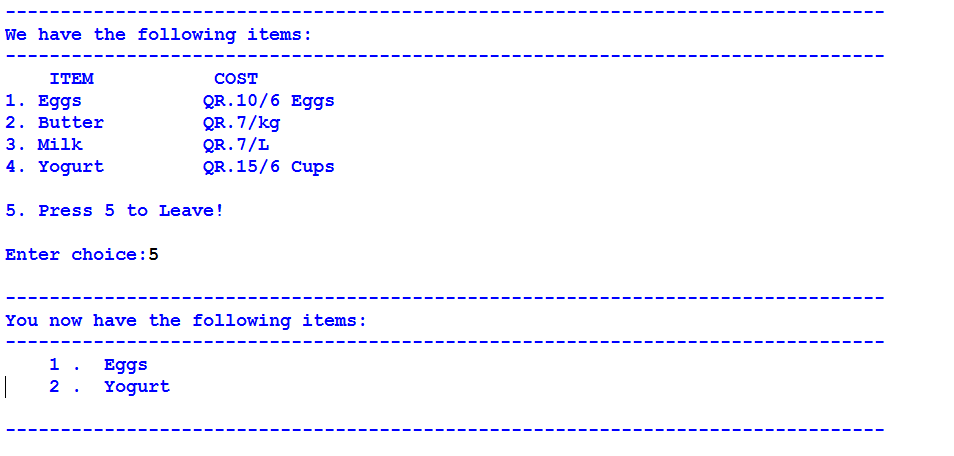 --------------------------------------------------------------------------------
We have the following items:
--------------------------------------------------------------------------------
    ITEM           COST
1. Eggs           QR.10/6 Eggs
2. Butter         QR.7/kg
3. Milk           QR.7/L
4. Yogurt         QR.15/6 Cups
5. Press 5 to Leave!
Enter choice:5
--------------------------------------------------------------------------------
You now have the following items:
--------------------------------------------------------------------------------
    1 .  Eggs
    2 .  Yogurt
--------------------------------------------------------------------------------